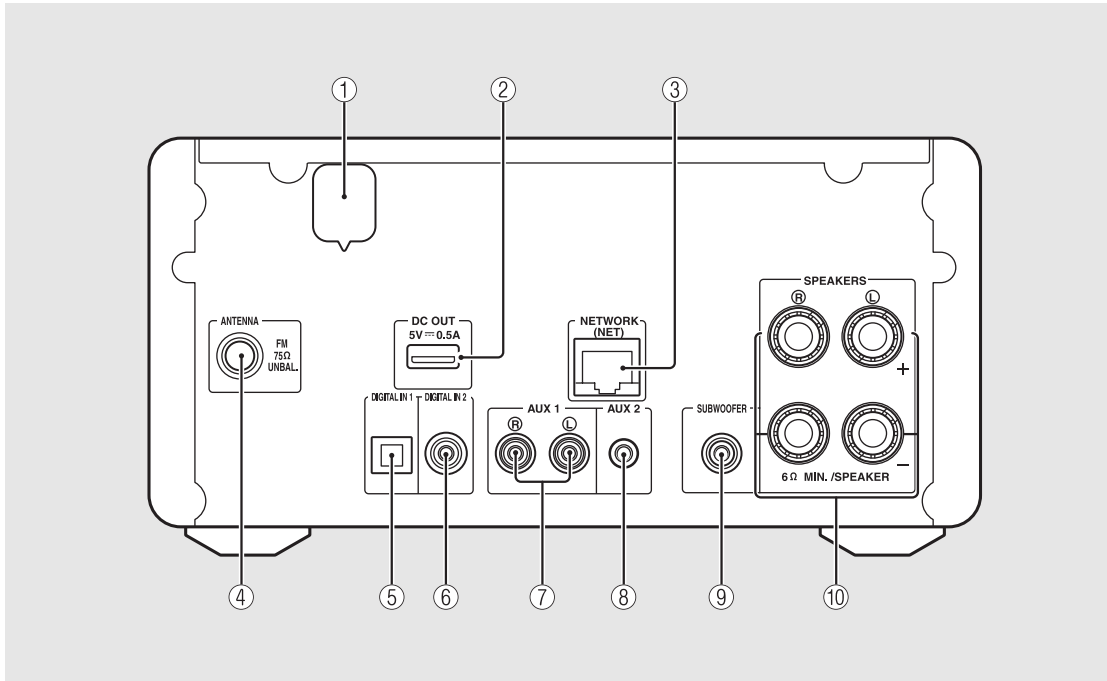 ① ② ③
SPEAKERS
Ⓡ Ⓛ
ANTENNA
FM
75Ω
UNBAL.
DC OUT
5V ⎓ 0.5A
NETWORK
(NET)
+
DIGITAL IN 1 DIGITAL IN 2
AUX 1 AUX 2
Ⓡ Ⓛ
SUBWOOFER
−
6Ω MIN. /SPEAKER
④ ⑤ ⑥ ⑦ ⑧ ⑨ ⑩